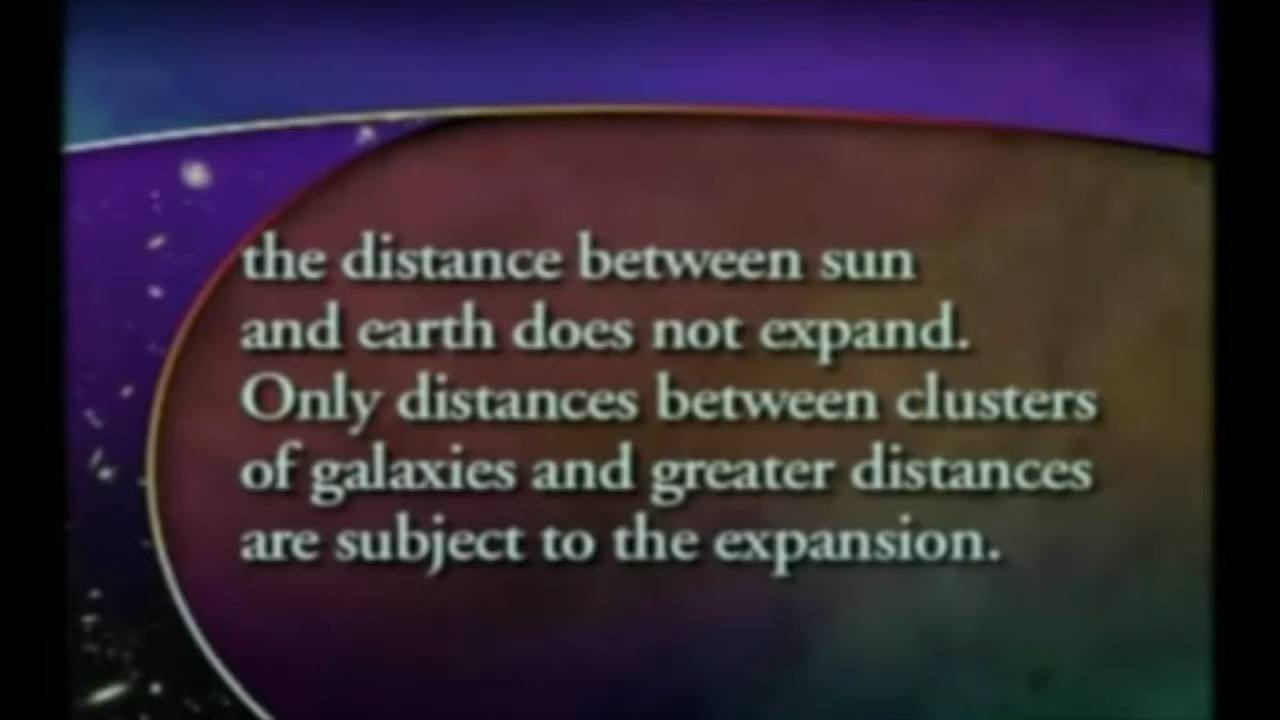 the distance between sun
and earth does not expand.
Only distances between clusters
of galaxies and greater distances
are subject to the expansion.